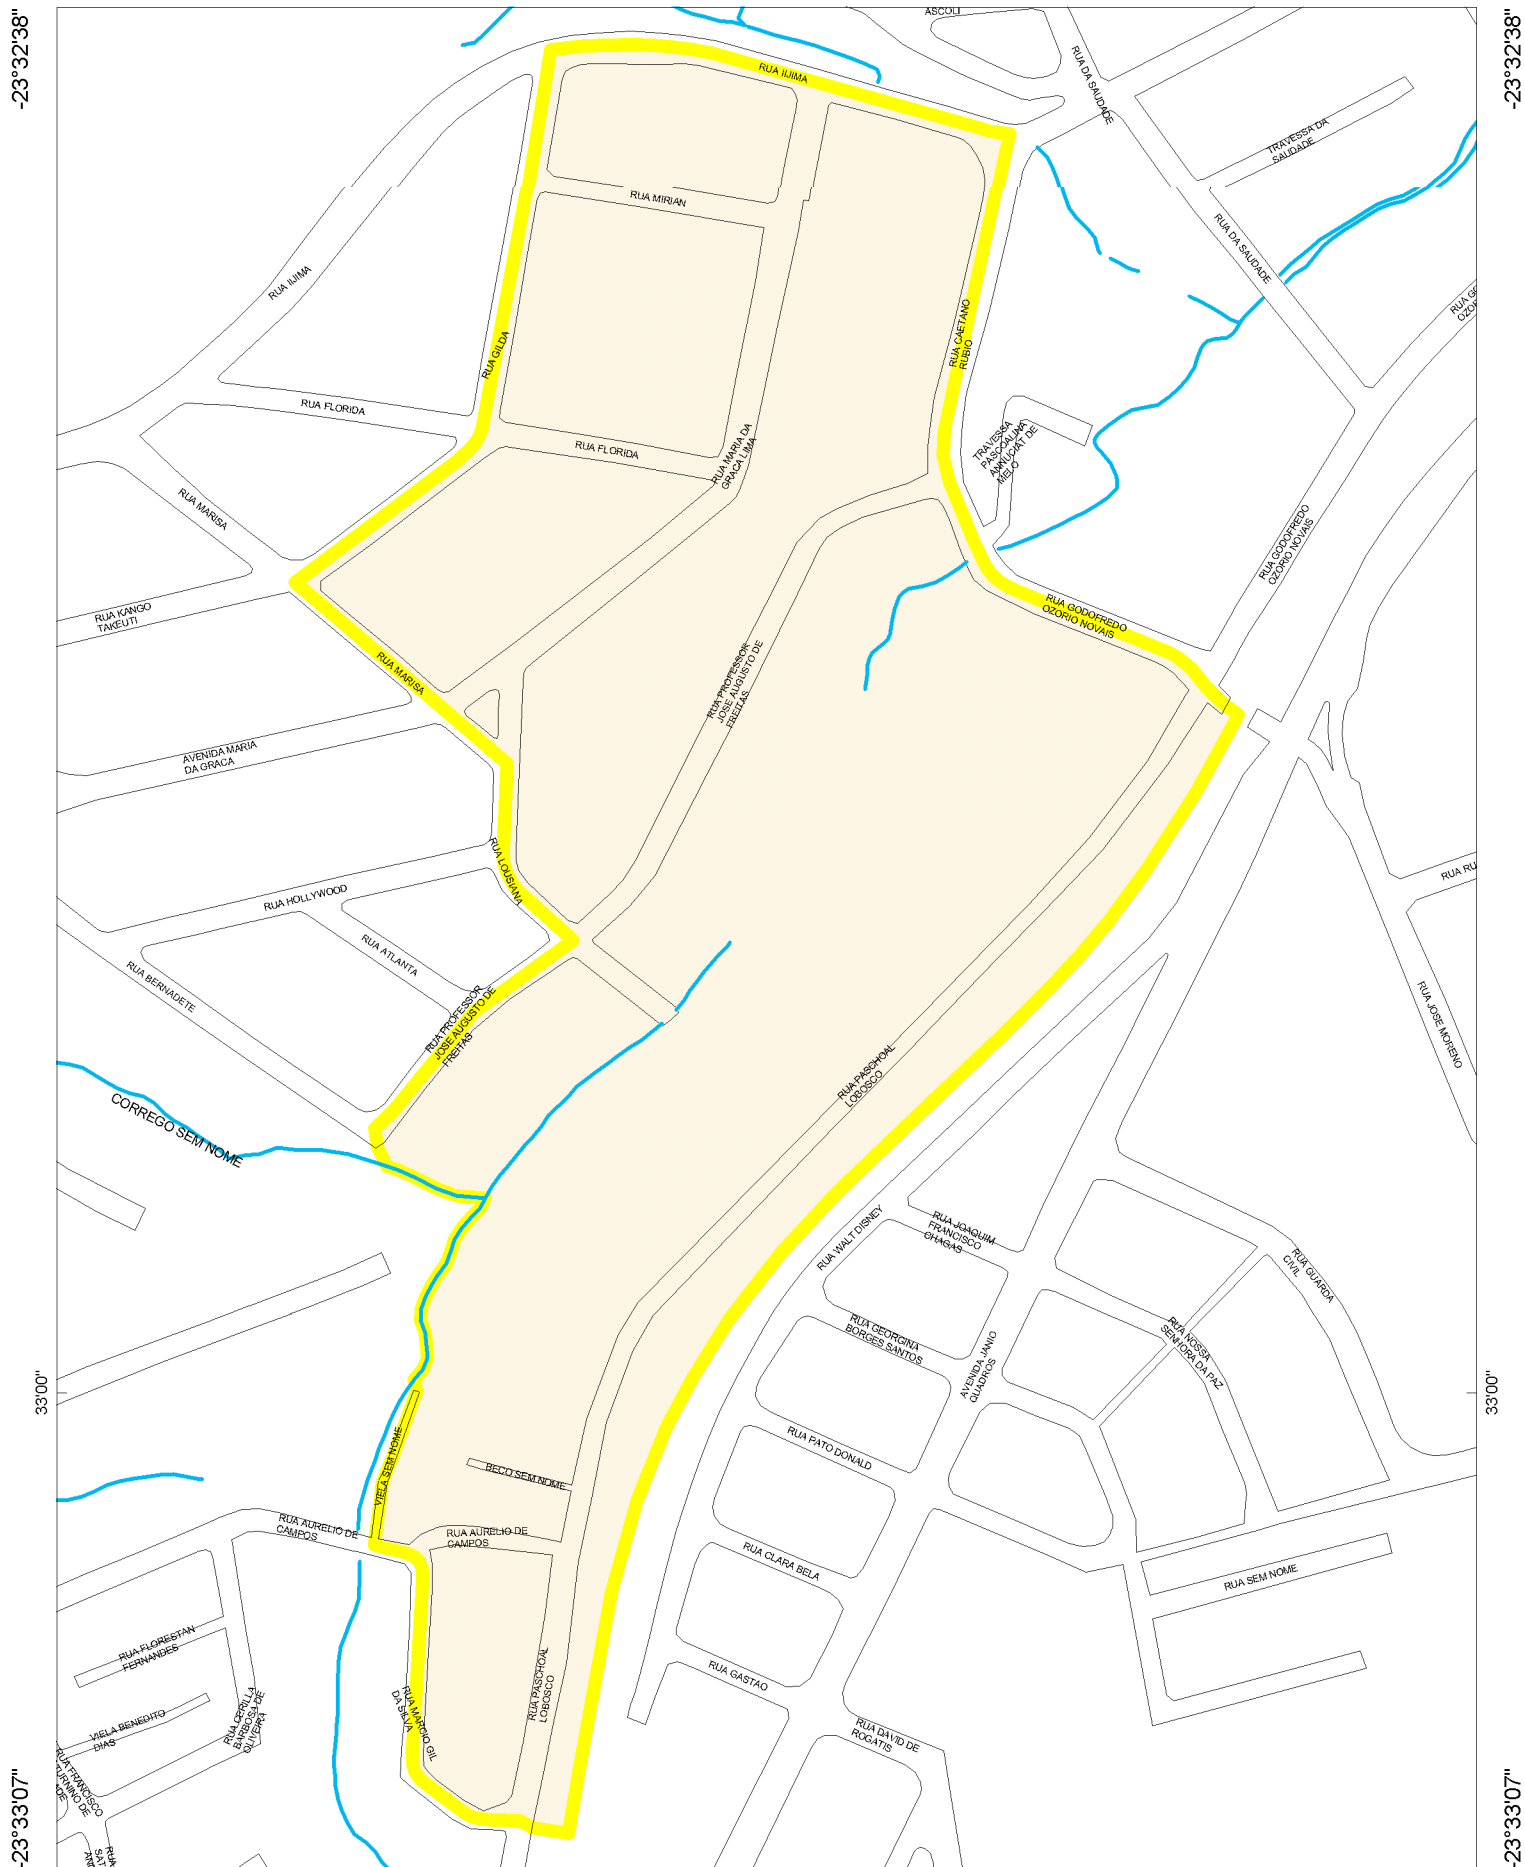 -23°32'38"
-23°32'38"
ASCOLI
RUA IIJIMA
RUA DA SAUDADE
TRAVESSA DA
SAUDADE
RUA MIRIAN
RUA DA SAUDADE
RUA IIJIMA
RUA GILDA
RUA CAETANO
RUBIO
RUA FLORIDA
RUA FLORIDA
RUA MARIA DA
GRACA LIMA
TRAVESSA
PASCOALINA
ANNUCIAT DE
MELO
RUA MARISA
RUA GODOFREDO
OZORIO NOVAIS
RUA KANGO
TAKEUTI
RUA GODOFREDO
OZORIO NOVAIS
RUA MARISA
RUA PROFESSOR
JOSE AUGUSTO DE
FREITAS
AVENIDA MARIA
DA GRACA
RUA LOUSIANA
RUA RU
RUA HOLLYWOOD
RUA ATLANTA
RUA BERNADETE
RUA PROFESSOR
JOSE AUGUSTO DE
FREITAS
RUA JOSE MORENO
RUA PASCHOAL
LOBOSCO
CORREGO SEM NOME
RUA WALT DISNEY
RUA JOAQUIM
FRANCISCO
CHAGAS
RUA GUARDA
CIVIL
RUA GEORGINA
BORGES SANTOS
RUA NOSSA
SENHORA DA PAZ
AVENIDA JANIO
QUADROS
33'00"
33'00"
RUA PATO DONALD
VIELA SEM NOME
BECO SEM NOME
RUA AURELIO DE
CAMPOS
RUA AURELIO DE
CAMPOS
RUA CLARA BELA
RUA SEM NOME
RUA FLORESTAN
FERNANDES
RUA GASTAO
RUA PASCHOAL
LOBOSCO
RUA MARCIO GIL
DA SILVA
RUA CERILLA
BARBOSA DE
OLIVEIRA
VIELA BENEDITO
DIAS
RUA DAVID DE
ROGATIS
RUA FRANCISCO
TURNINO DE
RUA
-23°33'07"
-23°33'07"